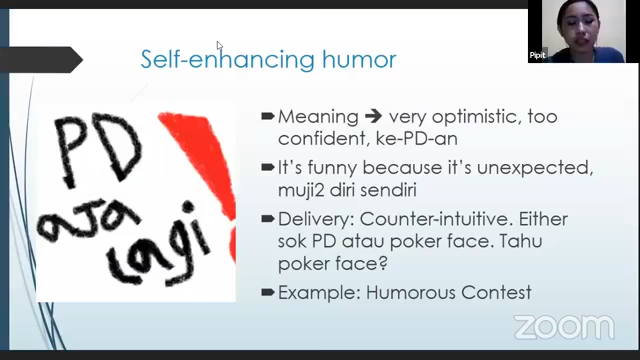 Self-enhancing humor
Pipit
PD
aJa
lagi
!
Meaning → very optimistic, too
confident, ke-PD-an
It's funny because it's unexpected,
muji2 diri sendiri
Delivery: Counter-intuitive. Either
sok PD atau poker face. Tahu
poker face?
Example: Humorous Contest
zoom